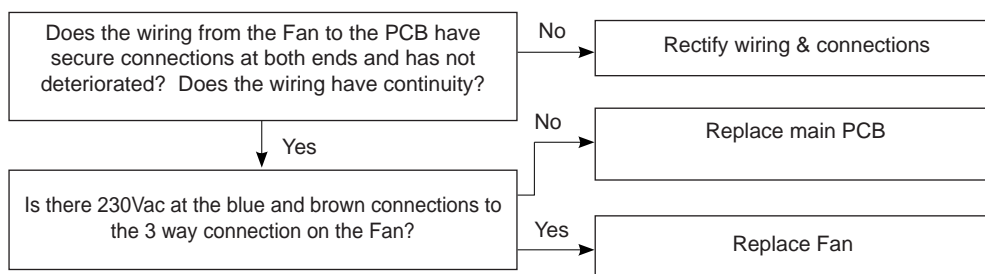 Does the wiring from the Fan to the PCB have
secure connections at both ends and has not
deteriorated?  Does the wiring have continuity?
No
Rectify wiring & connections
Yes
No
Replace main PCB
Is there 230Vac at the blue and brown connections to
the 3 way connection on the Fan?
Yes
Replace Fan